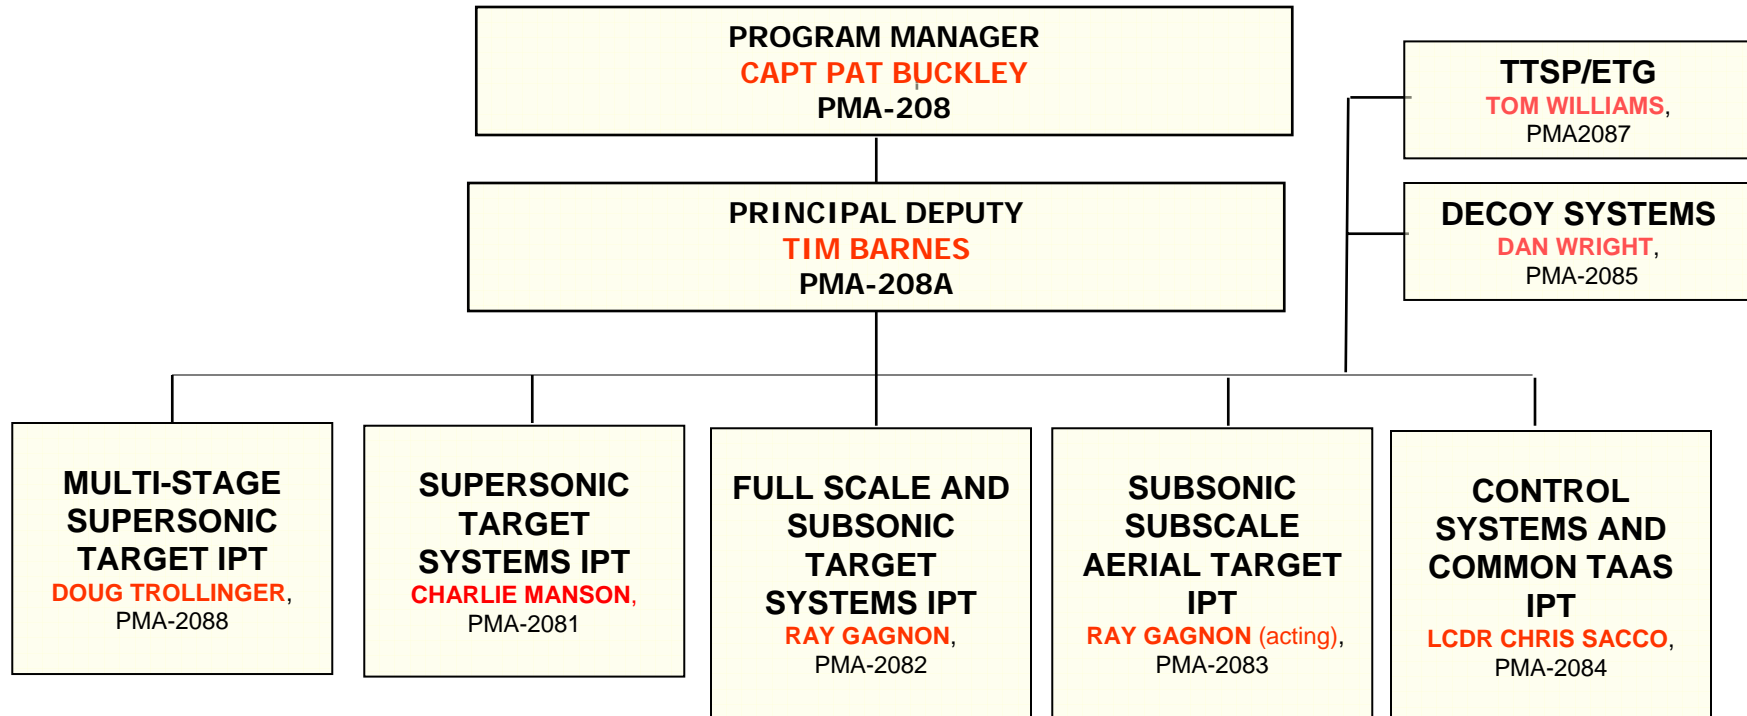 PROGRAM MANAGER
CAPT PAT BUCKLEY
PMA-208
TTSP/ETG
TOM WILLIAMS,
PMA2087
PRINCIPAL DEPUTY
TIM BARNES
PMA-208A
DECOY SYSTEMS
DAN WRIGHT,
PMA-2085
MULTI-STAGE
SUPERSONIC
TARGET IPT
DOUG TROLLINGER,
PMA-2088
SUPERSONIC
TARGET
SYSTEMS IPT
CHARLIE MANSON,
PMA-2081
FULL SCALE AND
SUBSONIC
TARGET
SYSTEMS IPT
RAY GAGNON,
PMA-2082
SUBSONIC
SUBSCALE
AERIAL TARGET
IPT
RAY GAGNON (acting),
PMA-2083
CONTROL
SYSTEMS AND
COMMON TAAS
IPT
LCDR CHRIS SACCO,
PMA-2084